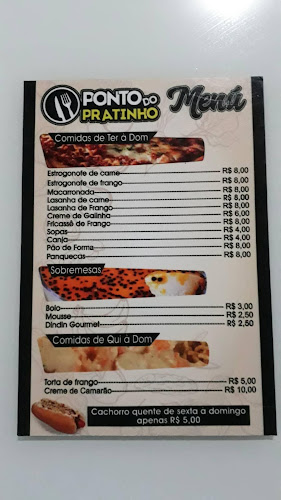 PONTO DO
PRATINHO
Menú
Comidas de Ter à Dom
Estrogonofe de carne R$ 8,00
Estrogonofe de frango R$ 8,00
Macarronada R$ 8,00
Lasanha de carne R$ 8,00
Lasanha de Frango R$ 8,00
Creme de Galinha R$ 6,00
Fricassê de Frango R$ 8,00
Sopas R$ 4,00
Canja R$ 4,00
Pão de Forma R$ 8,00
Panquecas R$ 8,00
Sobremesas
Bolo R$ 3,00
Mousse R$ 2,50
Dindin Gourmet R$ 2,50
Comidas de Qui à Dom
Torta de frango R$ 5,00
Creme de Camarão R$ 10,00
Cachorro quente de sexta a domingo
apenas R$ 5,00